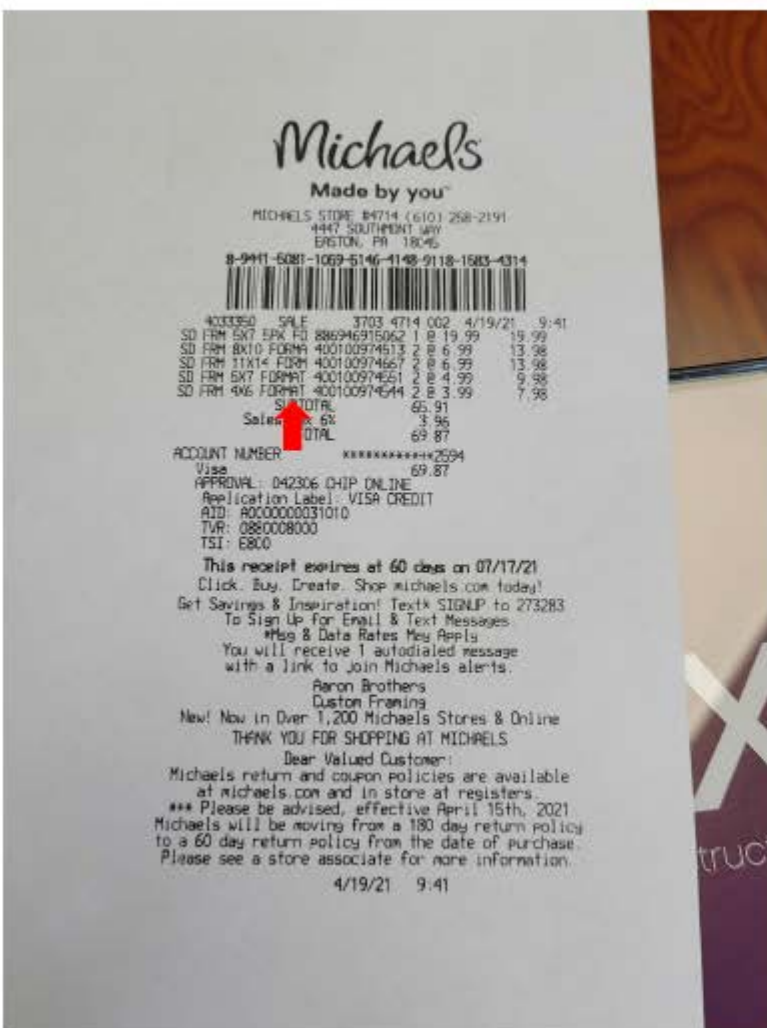 Michaels
Made by you
MICHAELS STORE #4714 (610) 258-2191
4447 SOUTHMONT WAY
EASTON, PA 18045
8-9441-5081-1069-5146-4148-9118-1583-4314
4033350 SALE 3703 4714 002 4/19/21 9:41
SD FRM 5X7 5PX FO 886946915062 1 @ 19.99 19.99
SD FRM 8X10 FORMA 400100974513 2 @ 6.99 13.98
SD FRM 11X14 FORM 400100974667 2 @ 6.99 13.98
SD FRM 5X7 FORMAT 400100974551 2 @ 4.99 9.98
SD FRM 4X6 FORMAT 400100974544 2 @ 3.99 7.98
SUBTOTAL 65.91
Sales 6% 3.96
TOTAL 69.87
ACCOUNT NUMBER ************2594
Visa 69.87
APPROVAL: 042306 CHIP ONLINE
Application Label: VISA CREDIT
AID: A0000000031010
TVR: 0880008000
TSI: E800
This receipt expires at 60 days on 07/17/21
Click. Buy. Create. Shop michaels.com today!
Get Savings & Inspiration! Text* SIGNUP to 273283
To Sign Up for Email & Text Messages
*Msg & Data Rates May Apply
You will receive 1 autodialed message
with a link to join Michaels alerts.
Aaron Brothers
Custom Framing
New! Now in Over 1,200 Michaels Stores & Online
THANK YOU FOR SHOPPING AT MICHAELS
Dear Valued Customer:
Michaels return and coupon policies are available
at michaels.com and in store at registers.
*** Please be advised, effective April 15th, 2021
Michaels will be moving from a 180 day return policy
to a 60 day return policy from the date of purchase.
Please see a store associate for more information.
4/19/21 9:41
X
truc